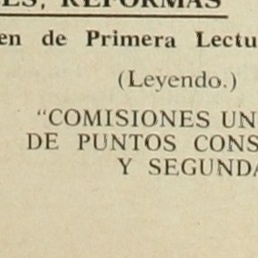 ES, REFORMAS
en de Primera Lectu
(Leyendo.)
"COMISIONES UN
DE PUNTOS CONS
Y SEGUNDA